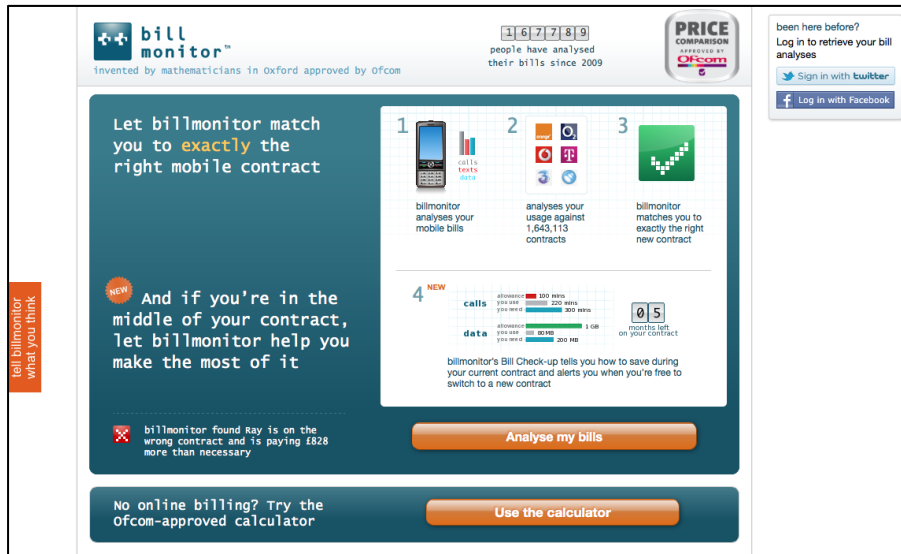 bill
monitor™
invented by mathematicians in Oxford approved by Ofcom
167789
people have analysed
their bills since 2009
PRICE
COMPARISON
APPROVED BY
Ofcom
been here before?
Log in to retrieve your bill
analyses
Sign in with twitter
f Log in with Facebook
Let billmonitor match
you to exactly the
right mobile contract
1
calls
texts
data
billmonitor
analyses your
mobile bills
2
orange
O2
T
3
analyses your
usage against
1,643,113
contracts
3
billmonitor
matches you to
exactly the right
new contract
tell billmonitor
what you think
NEW
And if you're in the
middle of your contract,
let billmonitor help you
make the most of it
4 NEW
calls
allowance 100 mins
you use 220 mins
you need 300 mins
data
allowance 1 GB
you use 80 MB
you need 200 MB
05
months left
on your contract
billmonitor's Bill Check-up tells you how to save during
your current contract and alerts you when you're free to
switch to a new contract
billmonitor found Ray is on the
wrong contract and is paying £828
more than necessary
Analyse my bills
No online billing? Try the
Ofcom-approved calculator
Use the calculator